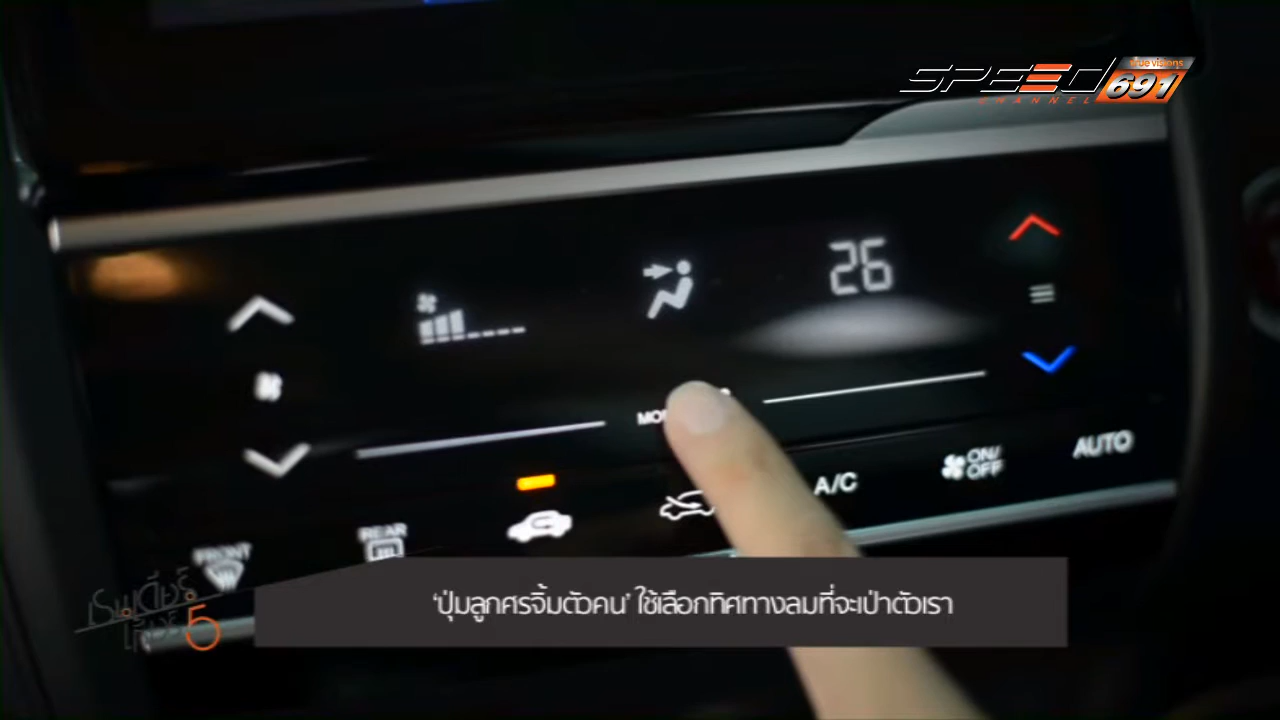 SPEED
true visions
CHANNEL
691
26
A/C
ON/
OFF
AUTO
REAR
FRONT
5
‘ปุ่มลูกศรจิ้มตัวคน’ ใช้เลือกทิศทางลมที่จะเป่าตัวเรา